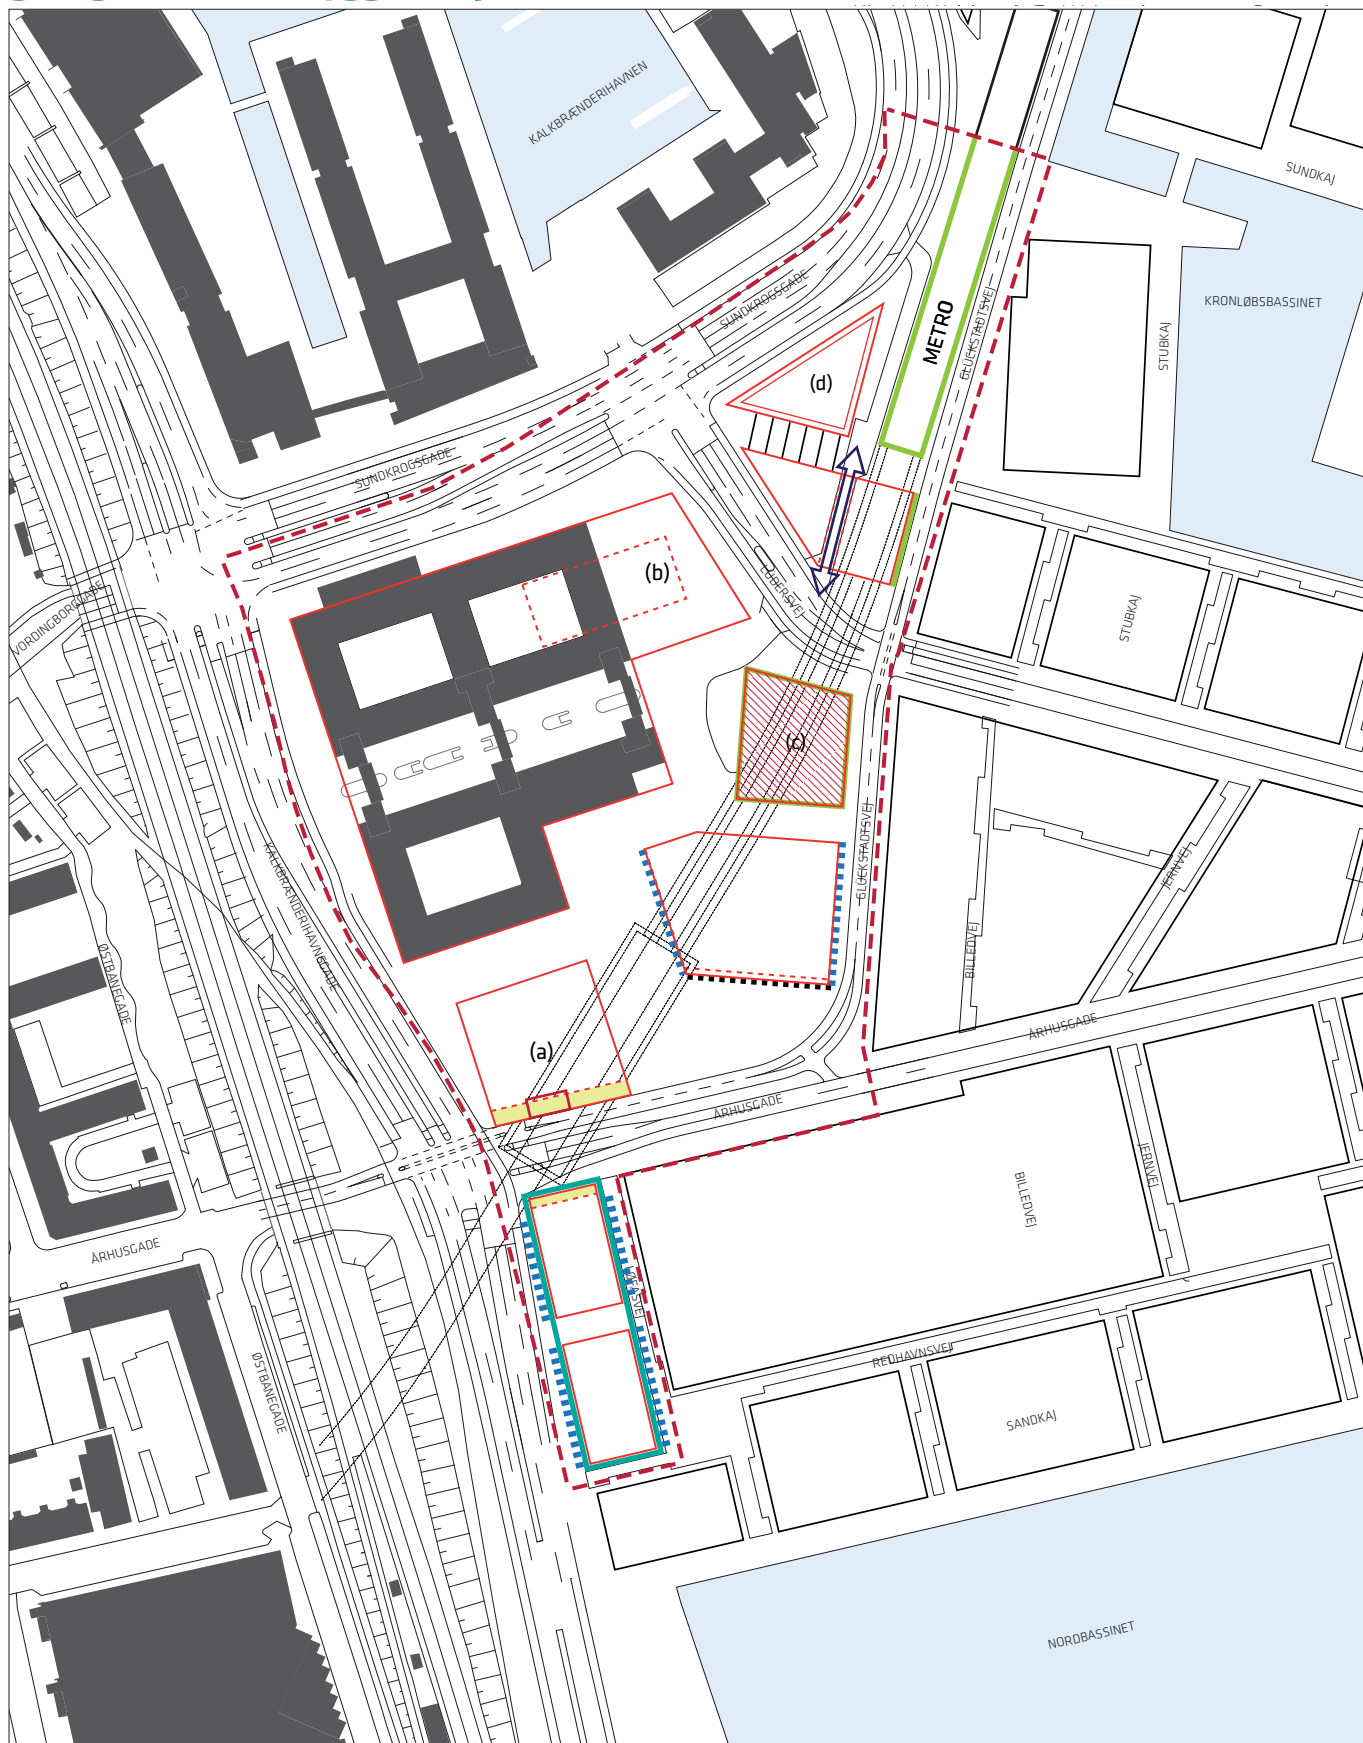 KALKBRÆNDERIHAVNEN
SUNDKAJ
KRONLØBSBASSINET
SUNDKROGSGADE
GLÜCKSTADTSVEJ
METRO
STUBKAJ
(d)
SUNDKROGSGADE
(b)
LÜDERSVEJ
STUBKAJ
VORDINGBORGGADE
(c)
GLÜCKSTADTSVEJ
JERNVEJ
KALKBRÆNDERIHAVNSGADE
BILLEDVEJ
ØSTBANEGADE
ÅRHUSGADE
(a)
ÅRHUSGADE
JERNVEJ
BILLEDVEJ
ÅRHUSGADE
REDHAVNSVEJ
ØSTBANEGADE
SANDKAJ
NORDBASSINET